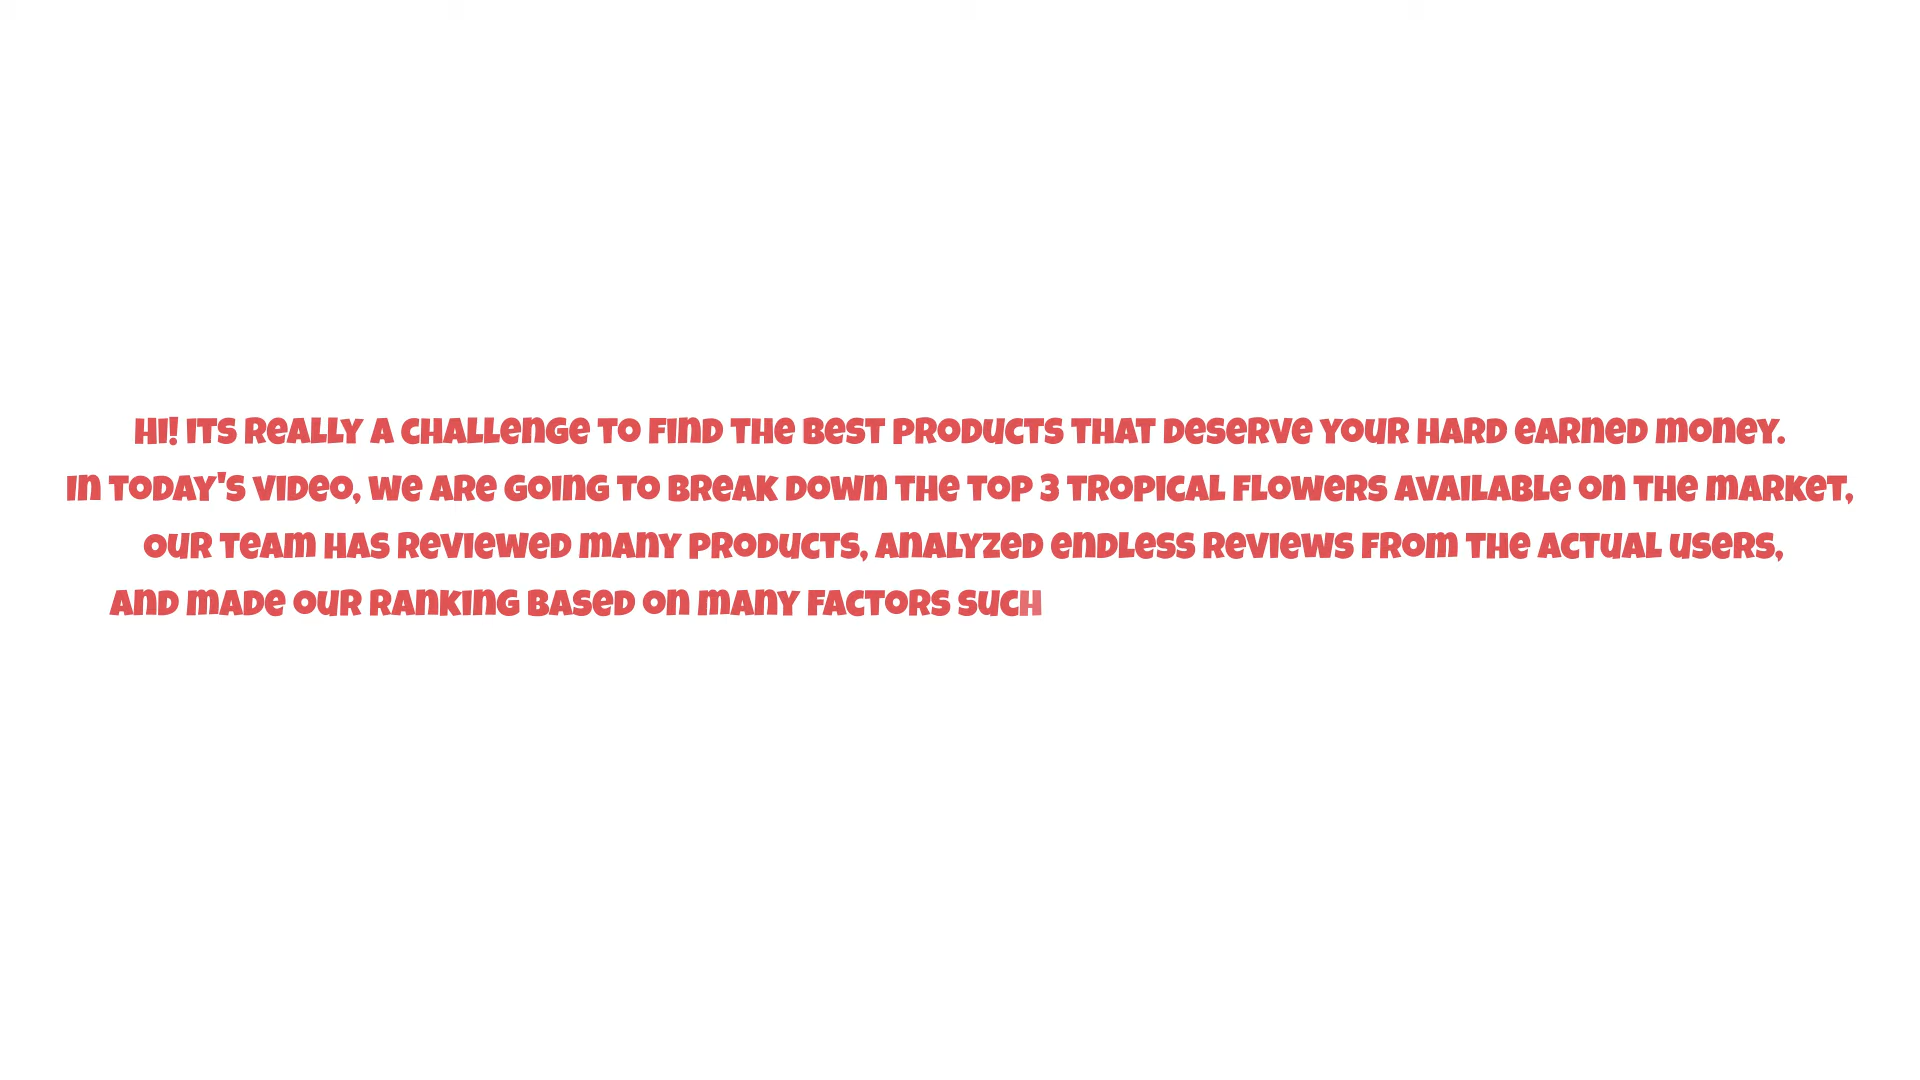 Hi! Its really a challenge to find the best products that deserve your hard earned money.
In today's video, we are going to break down the top 3 tropical flowers available on the market,
our team has reviewed many products, analyzed endless reviews from the actual users,
and made our ranking based on many factors such